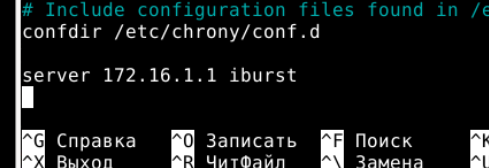 # Include configuration files found in
confdir /etc/chrony/conf.d
server 172.16.1.1 iburst
^G Справка ^O Записать ^F Поиск
^X Выход ^R ЧитФайл ^\ Замена